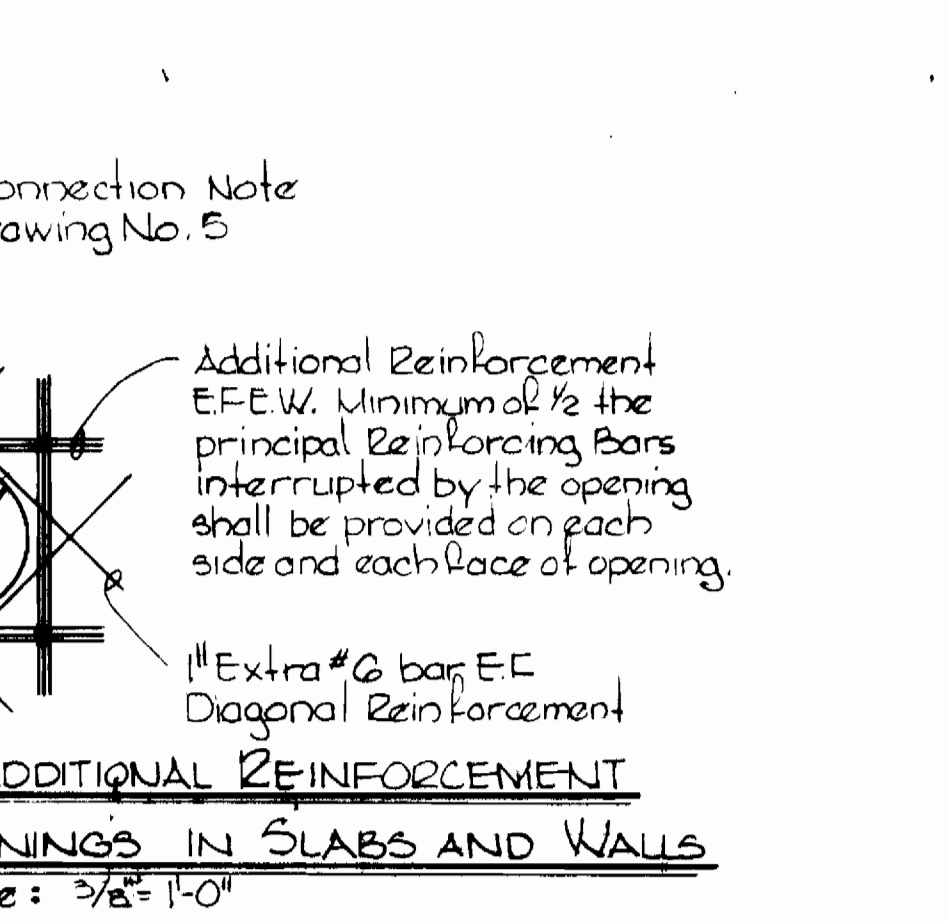 onnection Note
rawing No. 5
Additional Reinforcement
E.F.E.W. Minimum of 1/2 the
principal Reinforcing Bars
interrupted by the opening
shall be provided on each
side and each face of opening.
1" Extra #6 bar, E.F.
Diagonal Reinforcement
DDITIONAL REINFORCEMENT
NINGS IN SLABS AND WALLS
e: 3/8"= 1'-0"